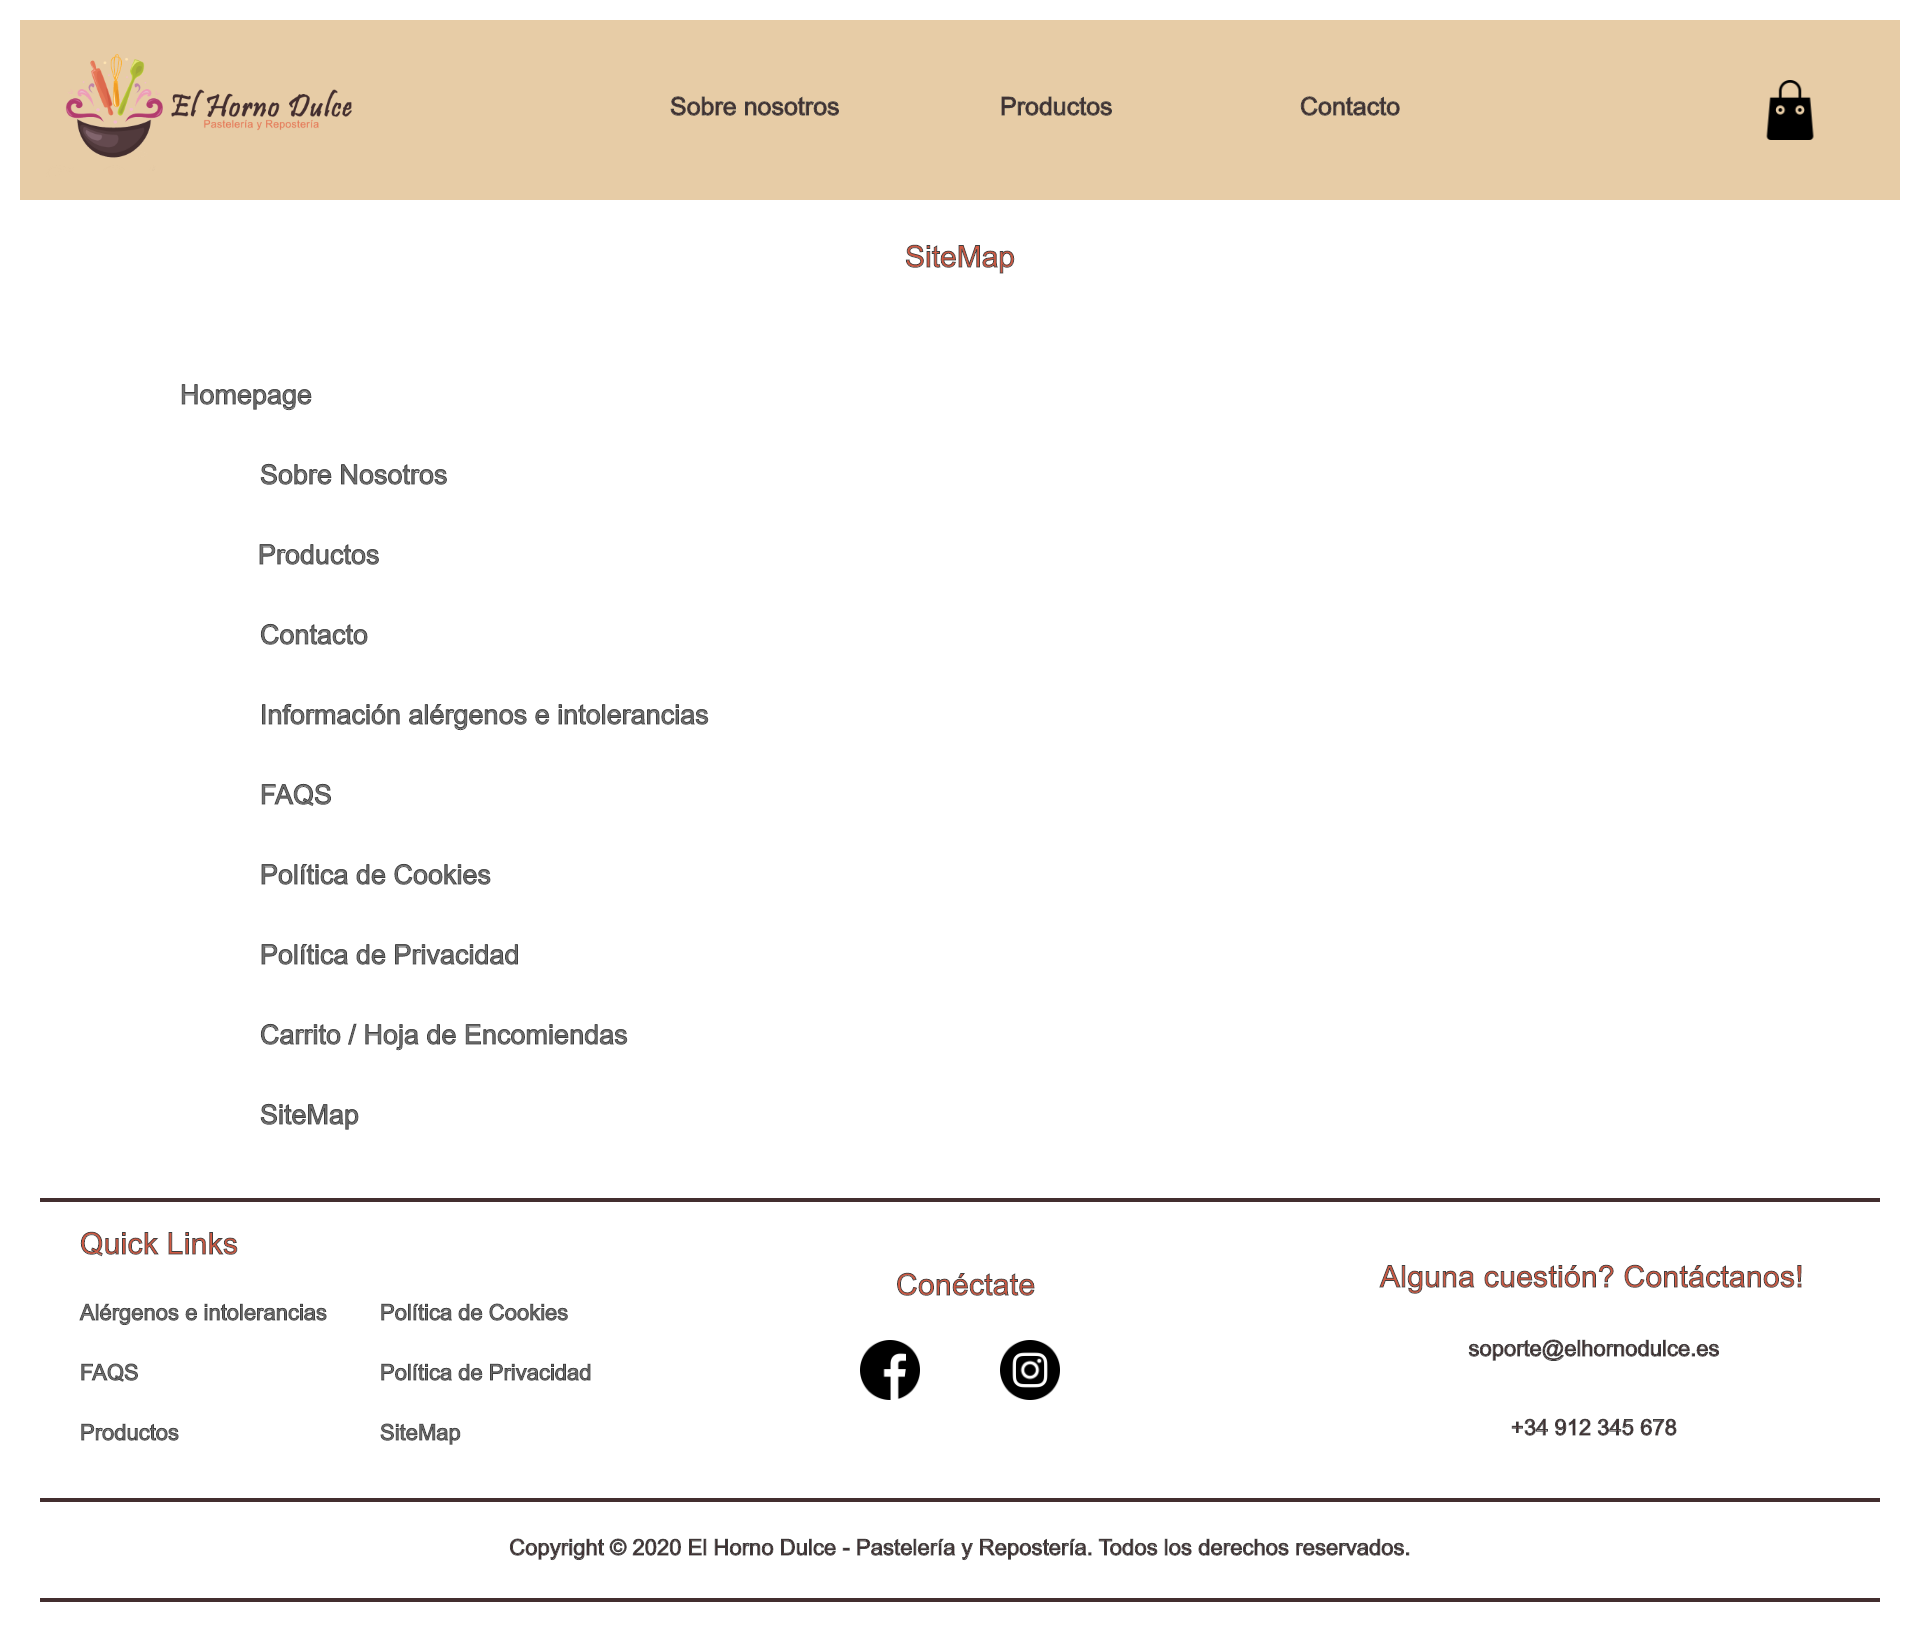 El Horno Dulce
Pastelería y Repostería
Sobre nosotros
Productos
Contacto
SiteMap
Homepage
Sobre Nosotros
Productos
Contacto
Información alérgenos e intolerancias
FAQS
Política de Cookies
Política de Privacidad
Carrito / Hoja de Encomiendas
SiteMap
Quick Links
Alérgenos e intolerancias
Política de Cookies
FAQS
Política de Privacidad
Productos
SiteMap
Conéctate
Alguna cuestión? Contáctanos!
soporte@elhornodulce.es
+34 912 345 678
Copyright © 2020 El Horno Dulce - Pastelería y Repostería. Todos los derechos reservados.